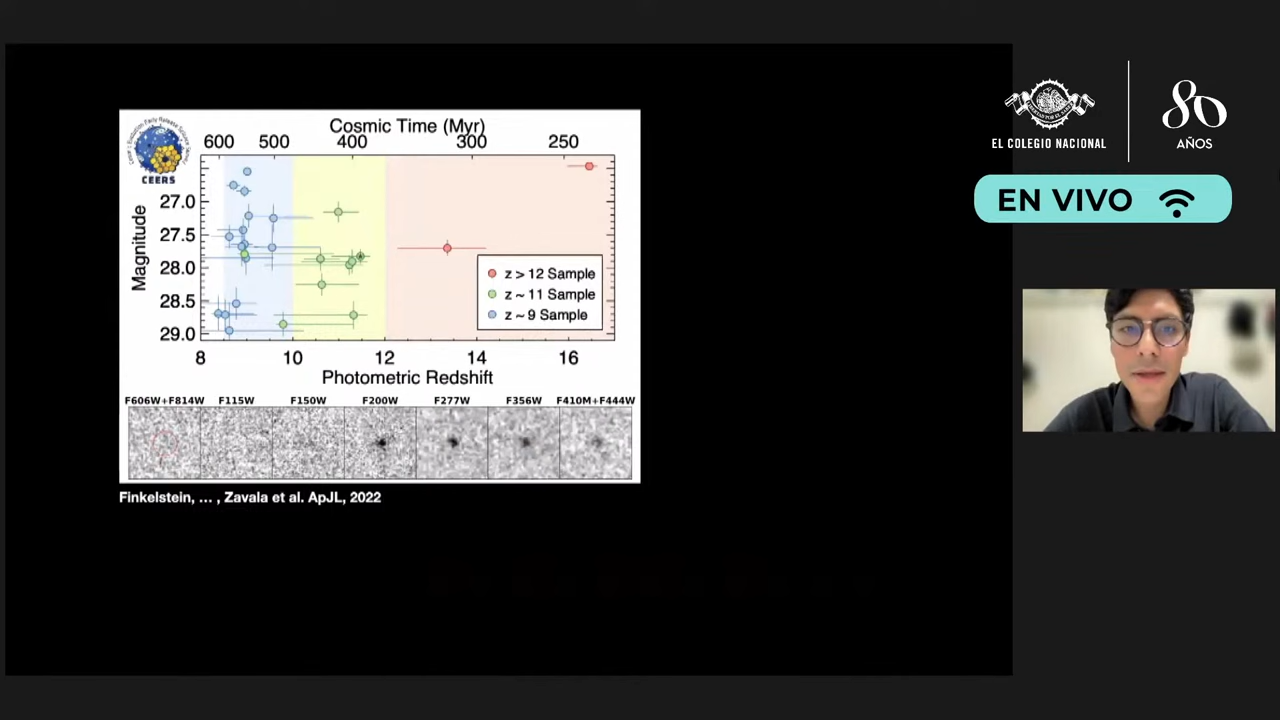 Cosmic Time (Myr)
600 500 400 300 250
CEERS
Magnitude
27.0
27.5
28.0
28.5
29.0
z > 12 Sample
z ~ 11 Sample
z ~ 9 Sample
8 10 12 14 16
Photometric Redshift
F606W+F814W F115W F150W F200W F277W F356W F410M+F444W
Finkelstein, ... , Zavala et al. ApJL, 2022
EL COLEGIO NACIONAL
80
AÑOS
EN VIVO